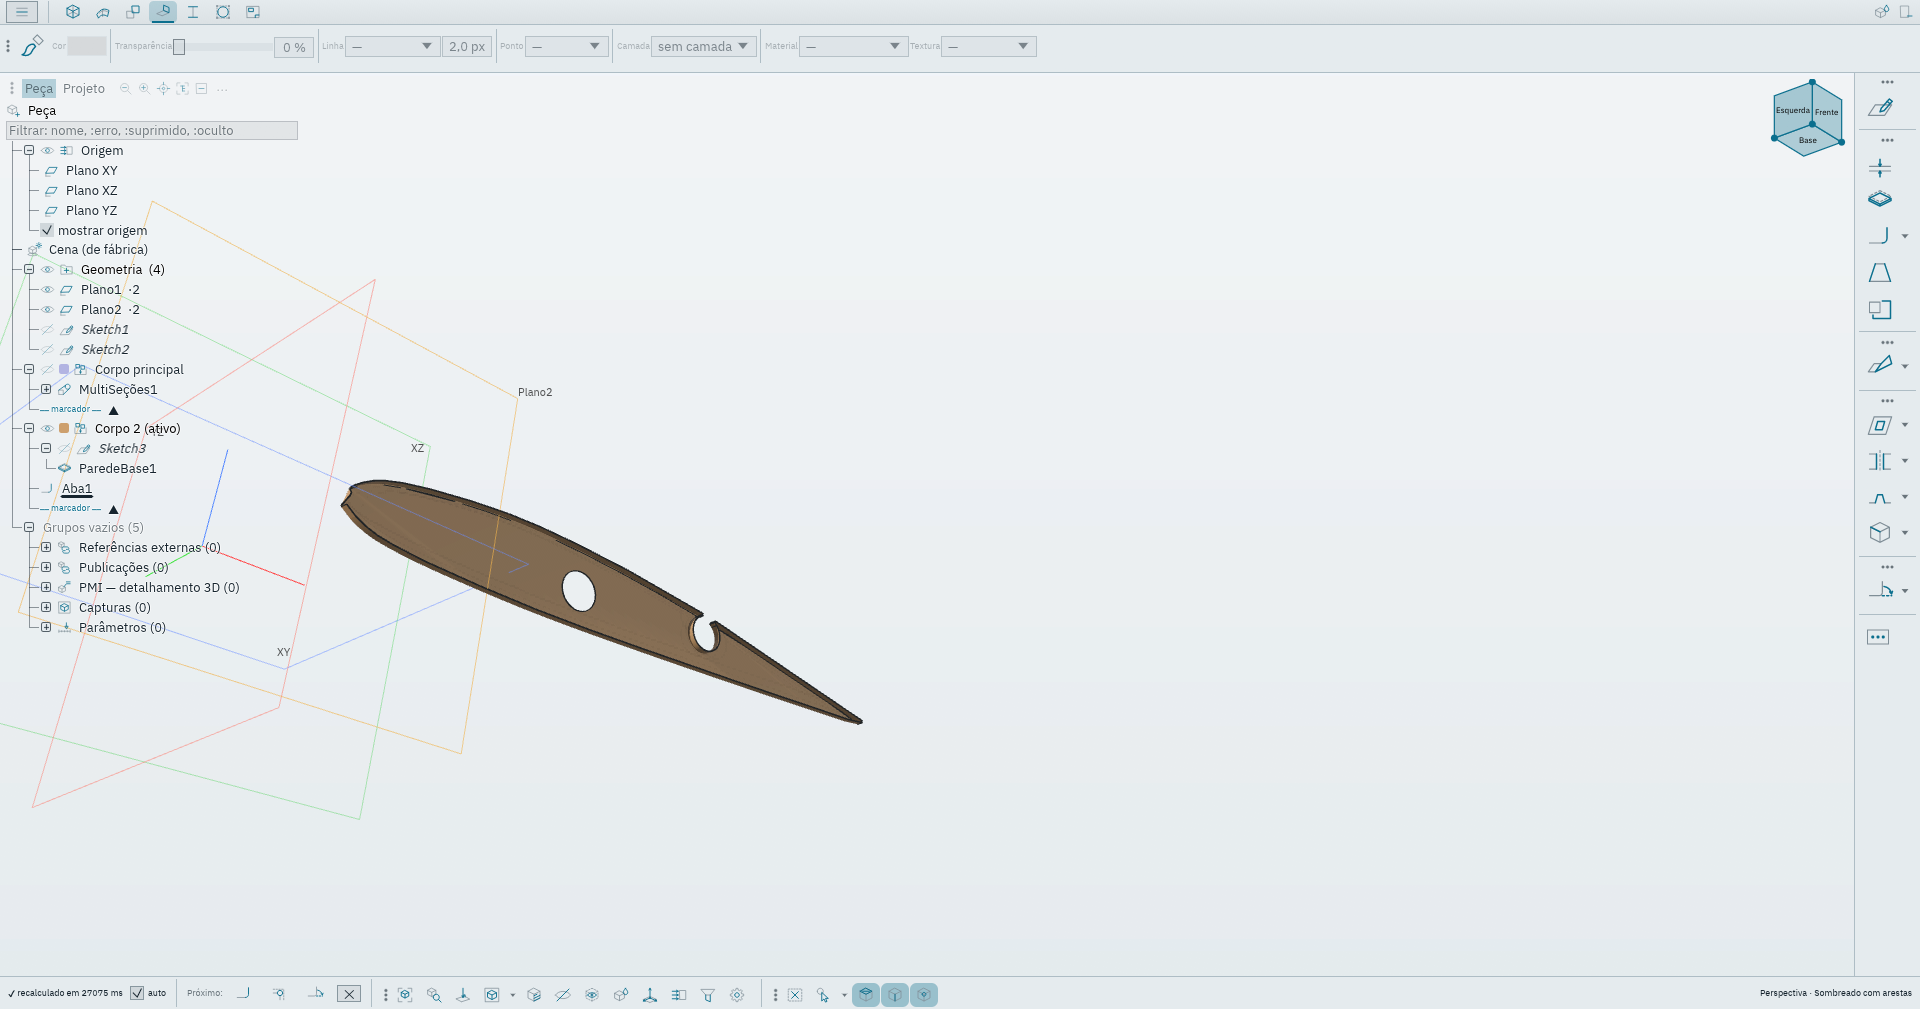 Cor
Transparência
0 %
Linha
—
2,0 px
Ponto
—
Camada
sem camada
Material
—
Textura
—
Peça
Projeto
...
Peça
Filtrar: nome, :erro, :suprimido, :oculto
Origem
Plano XY
Plano XZ
Plano YZ
mostrar origem
Cena (de fábrica)
Geometria (4)
Plano1 ·2
Plano2 ·2
Sketch1
Sketch2
Corpo principal
MultiSeções1
— marcador — ▲
Corpo 2 (ativo)
Sketch3
ParedeBase1
Aba1
— marcador — ▲
Grupos vazios (5)
Referências externas (0)
Publicações (0)
PMI — detalhamento 3D (0)
Capturas (0)
Parâmetros (0)
Plano2
XZ
XY
Esquerda
Frente
Base
✓ recalculado em 27075 ms
auto
Próximo:
Perspectiva · Sombreado com arestas